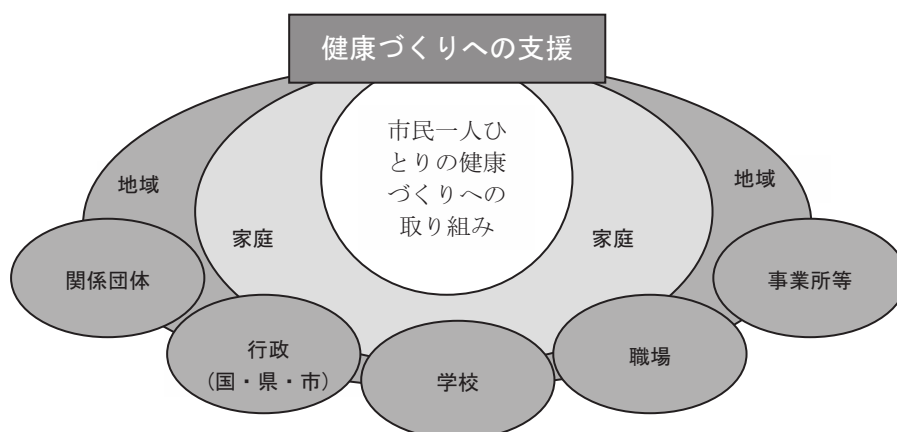 健康づくりへの支援
市民一人ひ
とりの健康
づくりへの
取り組み
地域
地域
家庭
家庭
関係団体
事業所等
行政
(国・県・市)
職場
学校